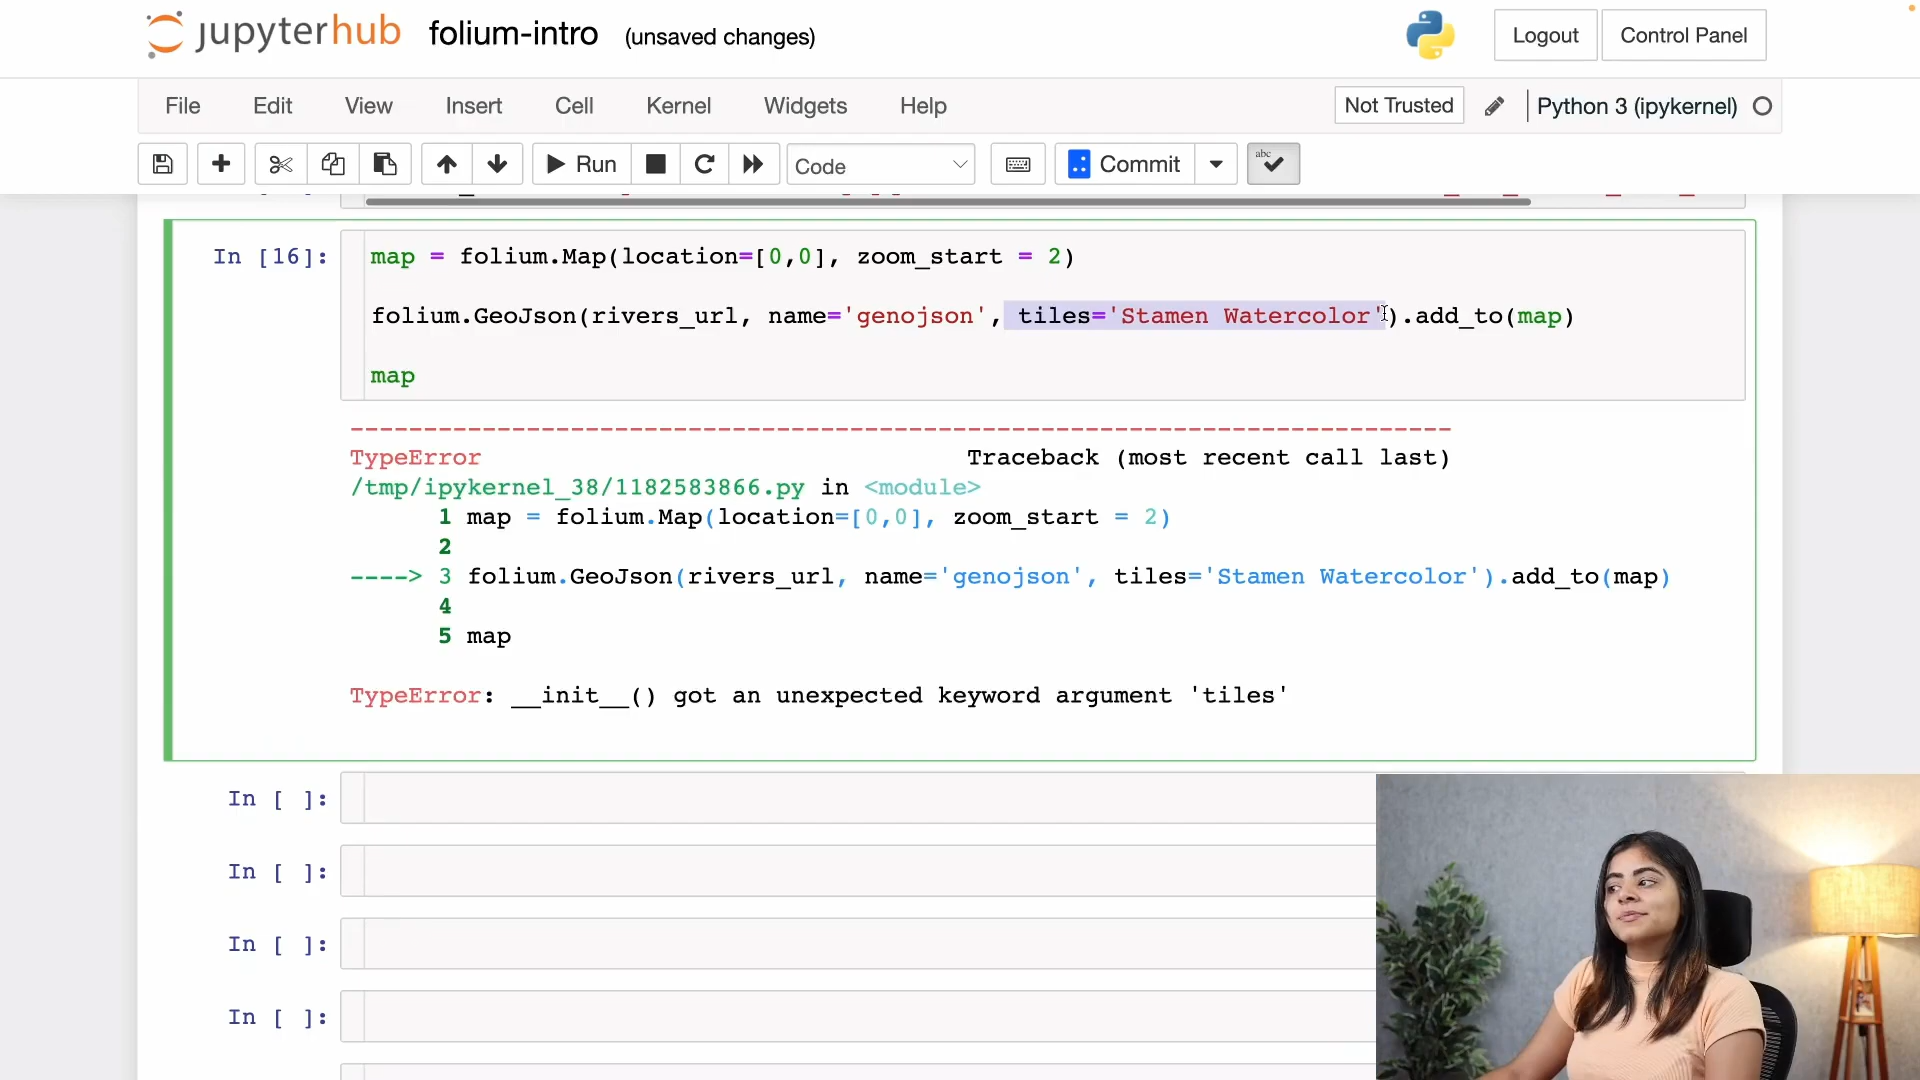 jupyterhub folium-intro (unsaved changes) Logout Control Panel
File Edit View Insert Cell Kernel Widgets Help Not Trusted Python 3 (ipykernel)
Run Code Commit abc
In [16]: map = folium.Map(location=[0,0], zoom_start = 2)
folium.GeoJson(rivers_url, name='genojson', tiles='Stamen Watercolor').add_to(map)
map
---------------------------------------------------------------------------
TypeError Traceback (most recent call last)
/tmp/ipykernel_38/1182583866.py in <module>
1 map = folium.Map(location=[0,0], zoom_start = 2)
2
----> 3 folium.GeoJson(rivers_url, name='genojson', tiles='Stamen Watercolor').add_to(map)
4
5 map
TypeError: __init__() got an unexpected keyword argument 'tiles'
In [ ]:
In [ ]:
In [ ]:
In [ ]: